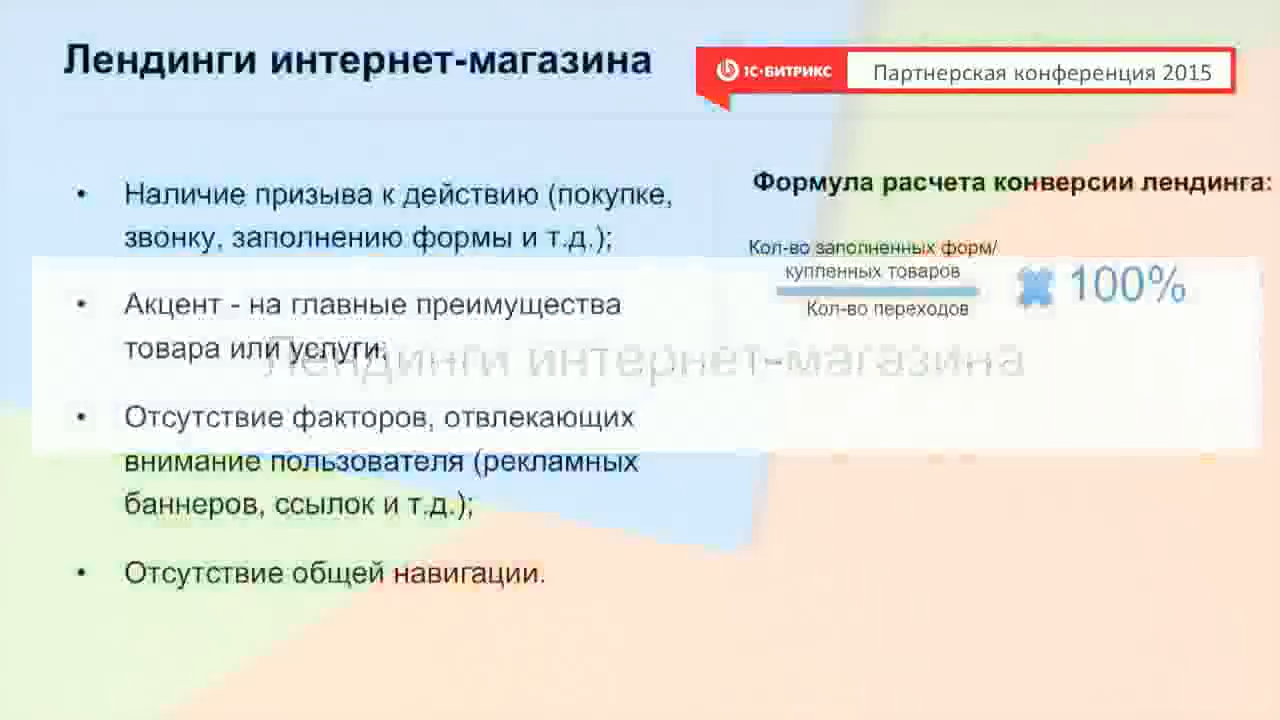 Лендинги интернет-магазина
1С-БИТРИКС
Партнерская конференция 2015
Наличие призыва к действию (покупке,
звонку, заполнению формы и т.д.);
Акцент - на главные преимущества
товара или услуги;
Отсутствие факторов, отвлекающих
внимание пользователя (рекламных
баннеров, ссылок и т.д.);
Отсутствие общей навигации.
Формула расчета конверсии лендинга:
Кол-во заполненных форм/
купленных товаров
Кол-во переходов
100%
Лендинги интернет-магазина